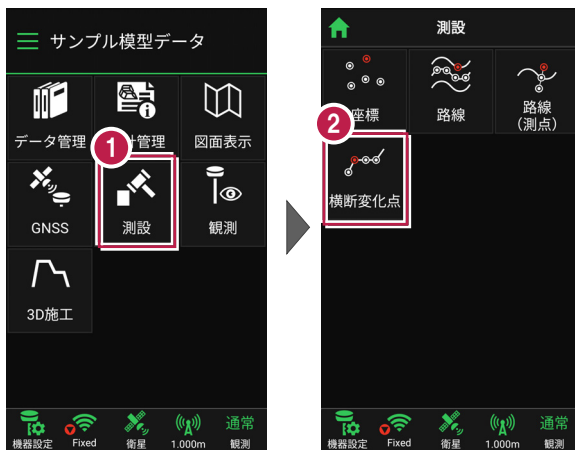 サンプル模型データ
データ管理
計管理
図面表示
1
GNSS
測設
観測
3D施工
機器設定
Fixed
衛星
1.000m
通常
観測
測設
座標
路線
路線
(測点)
2
横断変化点
機器設定
Fixed
衛星
1.000m
通常
観測